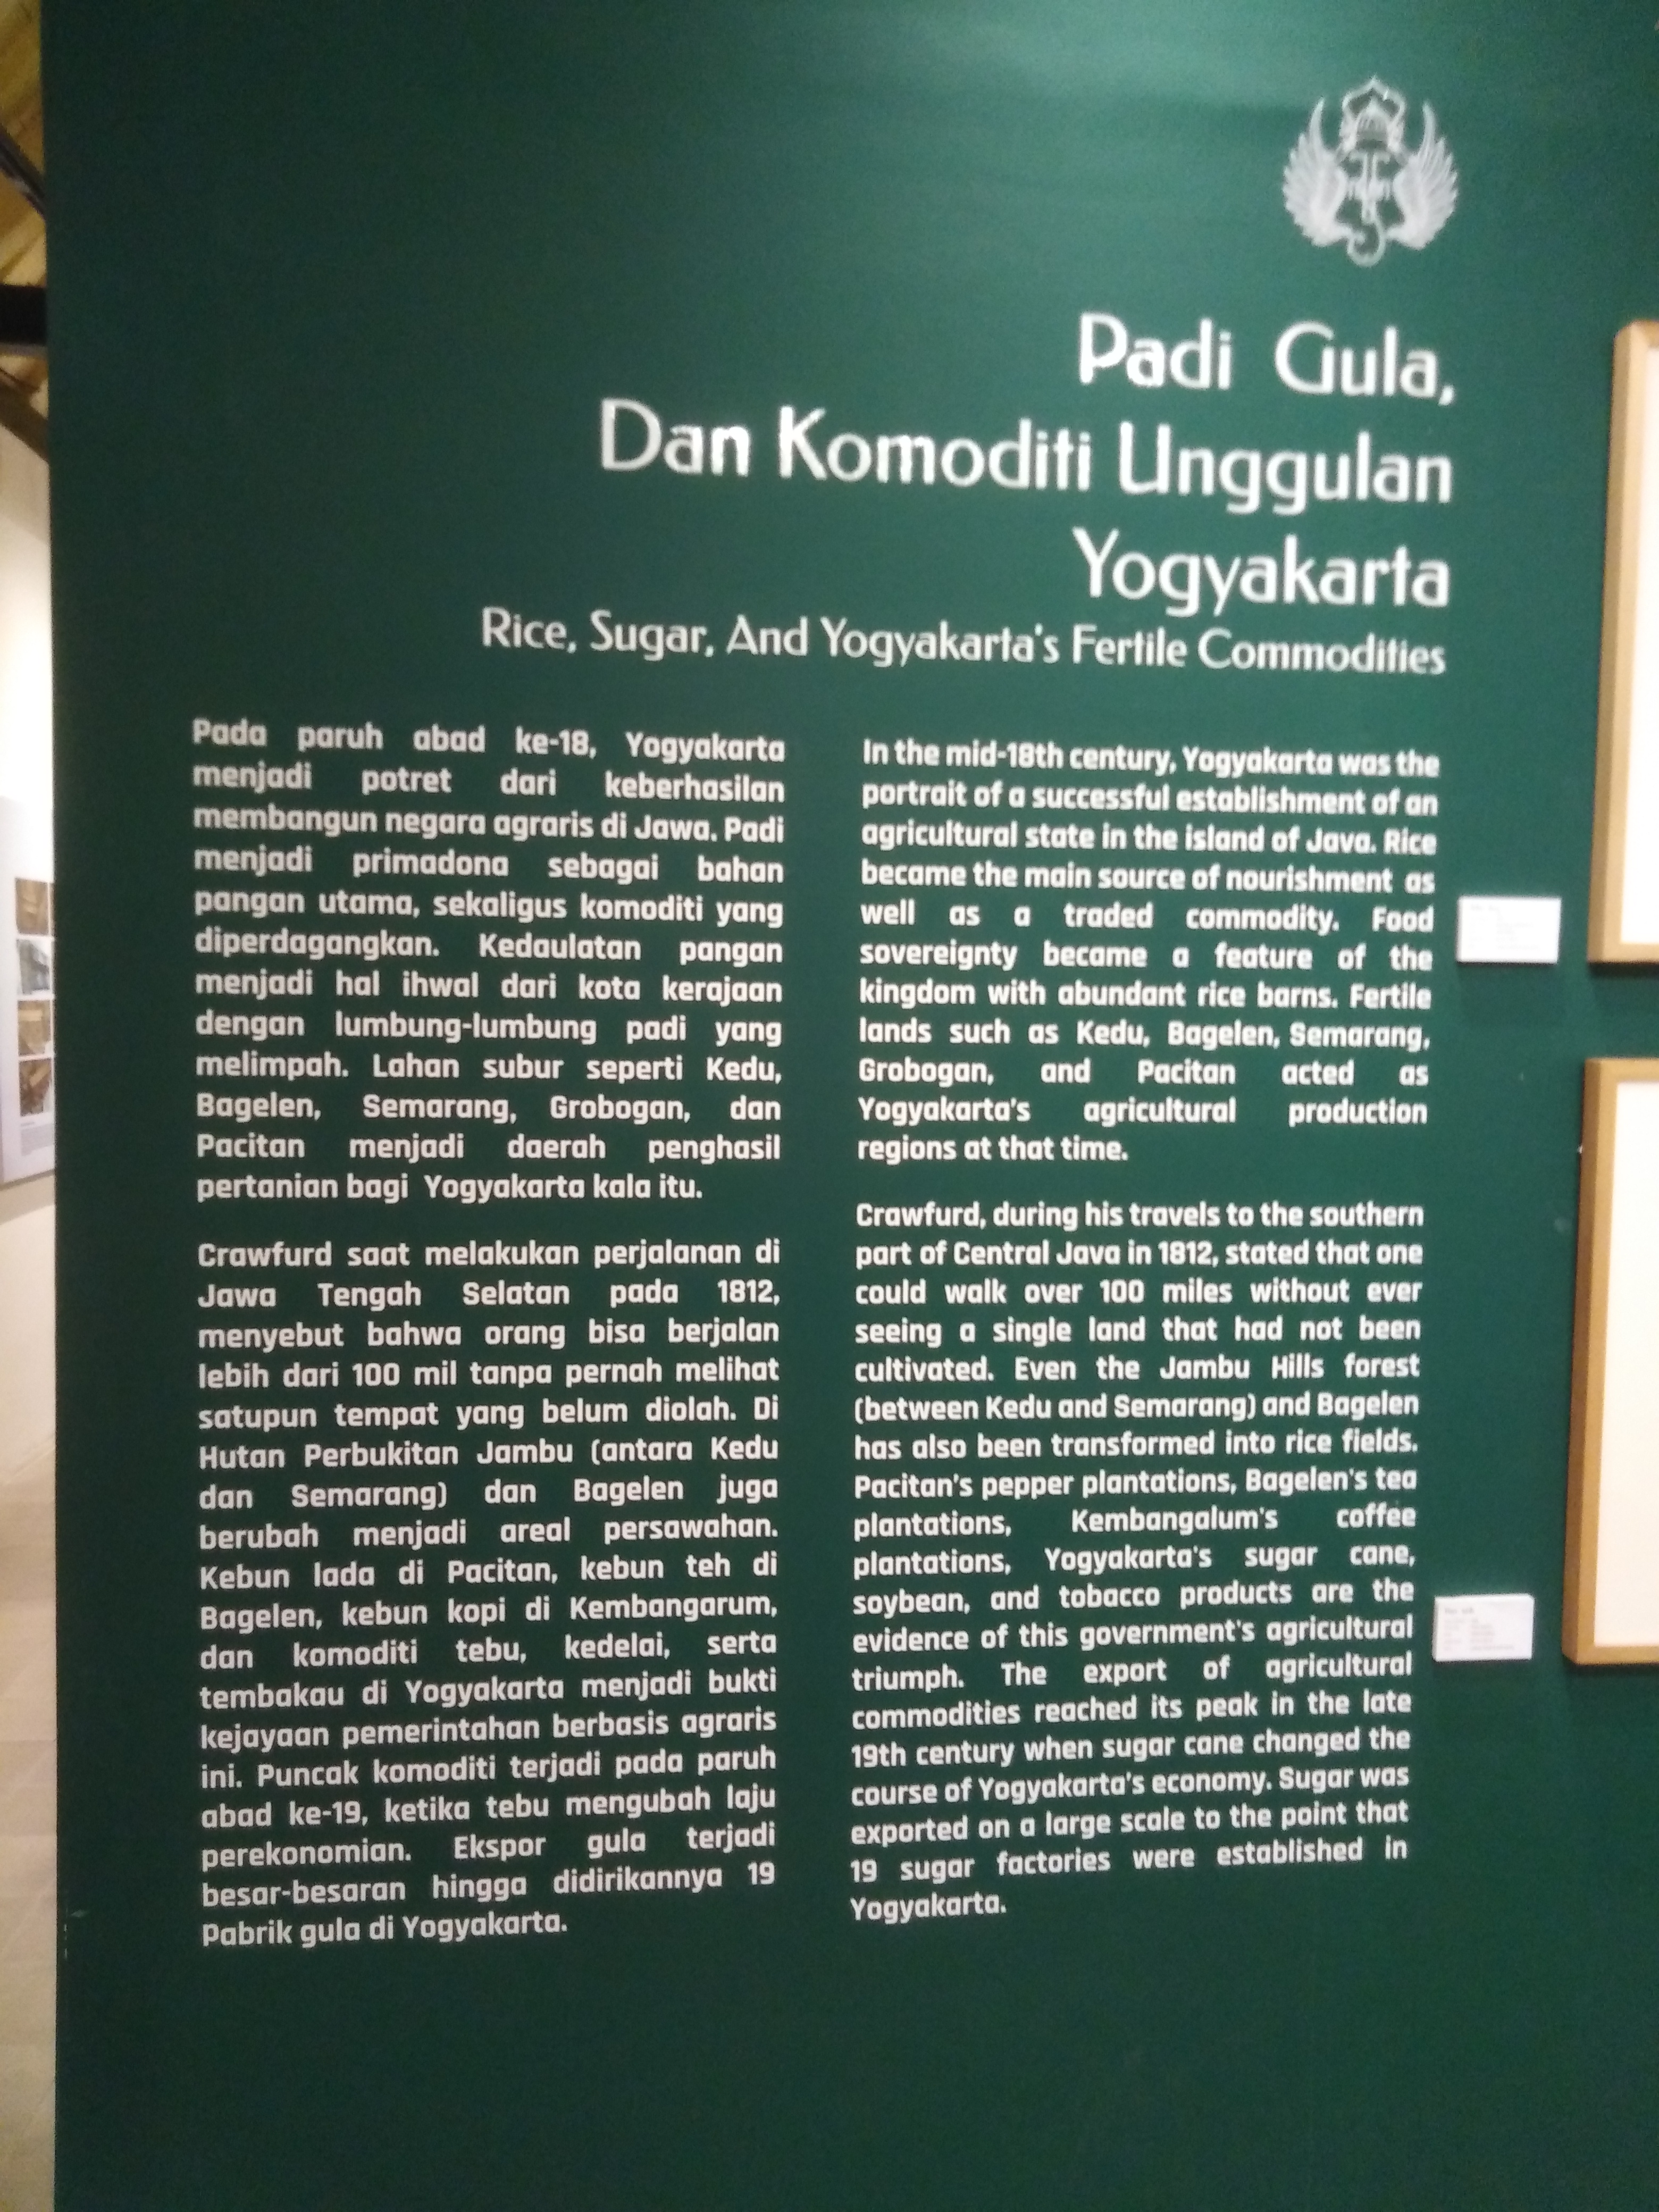 Padi Gula,
Dan Komoditi Unggulan
Yogyakarta
Rice, Sugar, And Yogyakarta's Fertile Commodities
Pada paruh abad ke-18, Yogyakarta
menjadi potret dari keberhasilan
membangun negara agraris di Jawa. Padi
menjadi primadona sebagai bahan
pangan utama, sekaligus komoditi yang
diperdagangkan. Kedaulatan pangan
menjadi hal ihwal dari kota kerajaan
dengan lumbung-lumbung padi yang
melimpah. Lahan subur seperti Kedu,
Bagelen, Semarang, Grobogan, dan
Pacitan menjadi daerah penghasil
pertanian bagi Yogyakarta kala itu.
Crawfurd saat melakukan perjalanan di
Jawa Tengah Selatan pada 1812,
menyebut bahwa orang bisa berjalan
lebih dari 100 mil tanpa pernah melihat
satupun tempat yang belum diolah. Di
Hutan Perbukitan Jambu (antara Kedu
dan Semarang) dan Bagelen juga
berubah menjadi areal persawahan.
Kebun lada di Pacitan, kebun teh di
Bagelen, kebun kopi di Kembangarum,
dan komoditi tebu, kedelai, serta
tembakau di Yogyakarta menjadi bukti
kejayaan pemerintahan berbasis agraris
ini. Puncak komoditi terjadi pada paruh
abad ke-19, ketika tebu mengubah laju
perekonomian. Ekspor gula terjadi
besar-besaran hingga didirikannya 19
Pabrik gula di Yogyakarta.
In the mid-18th century, Yogyakarta was the
portrait of a successful establishment of an
agricultural state in the island of Java. Rice
became the main source of nourishment as
well as a traded commodity. Food
sovereignty became a feature of the
kingdom with abundant rice barns. Fertile
lands such as Kedu, Bagelen, Semarang,
Grobogan, and Pacitan acted as
Yogyakarta's agricultural production
regions at that time.
Crawfurd, during his travels to the southern
part of Central Java in 1812, stated that one
could walk over 100 miles without ever
seeing a single land that had not been
cultivated. Even the Jambu Hills forest
(between Kedu and Semarang) and Bagelen
has also been transformed into rice fields.
Pacitan's pepper plantations, Bagelen's tea
plantations, Kembangalum's coffee
plantations, Yogyakarta's sugar cane,
soybean, and tobacco products are the
evidence of this government's agricultural
triumph. The export of agricultural
commodities reached its peak in the late
19th century when sugar cane changed the
course of Yogyakarta's economy. Sugar was
exported on a large scale to the point that
19 sugar factories were established in
Yogyakarta.